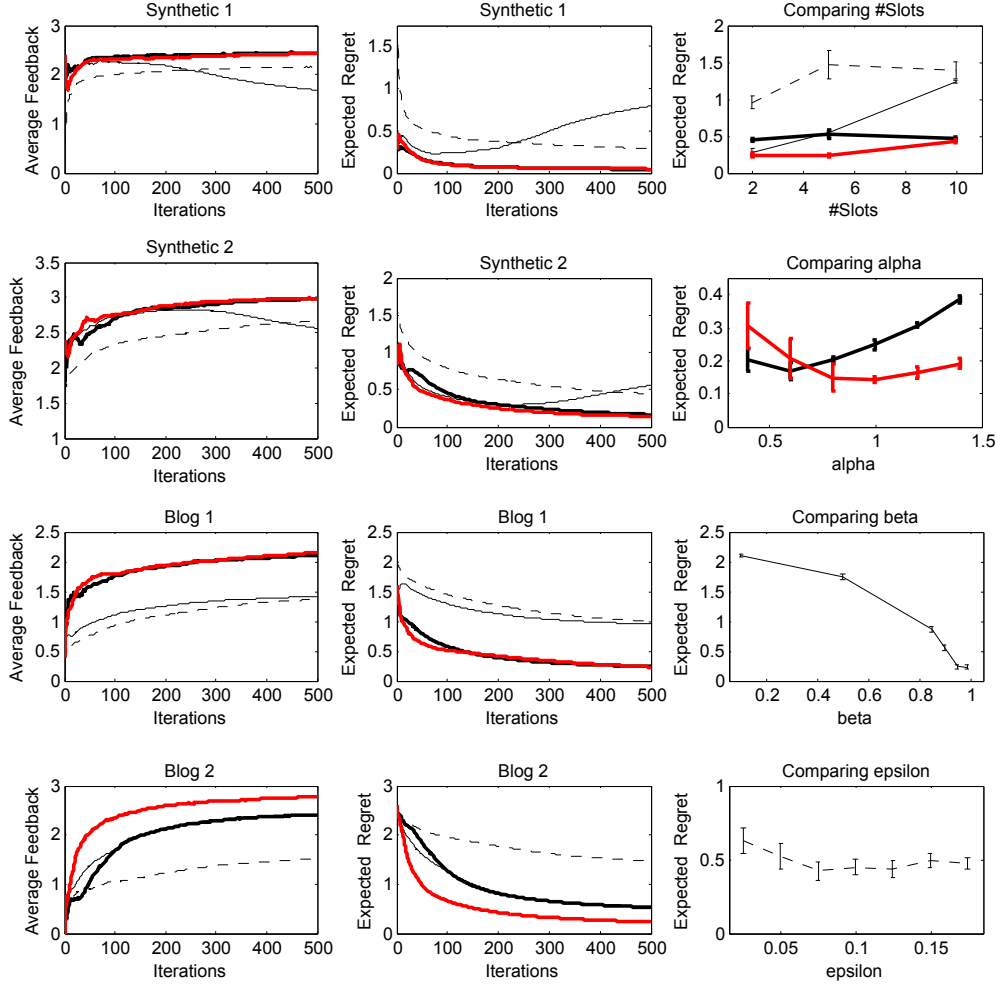 Synthetic 1
Average Feedback
3
2
1
0
0 100 200 300 400 500
Iterations
Synthetic 1
Expected Regret
1.5
1
0.5
0
0 100 200 300 400 500
Iterations
Comparing #Slots
Expected Regret
2
1.5
1
0.5
0
2 4 6 8 10
#Slots
Synthetic 2
Average Feedback
3.5
3
2.5
2
1.5
1
0 100 200 300 400 500
Iterations
Synthetic 2
Expected Regret
2
1.5
1
0.5
0
0 100 200 300 400 500
Iterations
Comparing alpha
Expected Regret
0.4
0.3
0.2
0.1
0
0.5 1 1.5
alpha
Blog 1
Average Feedback
2.5
2
1.5
1
0.5
0
0 100 200 300 400 500
Iterations
Blog 1
Expected Regret
2.5
2
1.5
1
0.5
0
0 100 200 300 400 500
Iterations
Comparing beta
Expected Regret
2.5
2
1.5
1
0.5
0
0.2 0.4 0.6 0.8 1
beta
Blog 2
Average Feedback
3
2
1
0
0 100 200 300 400 500
Iterations
Blog 2
Expected Regret
3
2
1
0
0 100 200 300 400 500
Iterations
Comparing epsilon
Expected Regret
1
0.5
0
0.05 0.1 0.15
epsilon